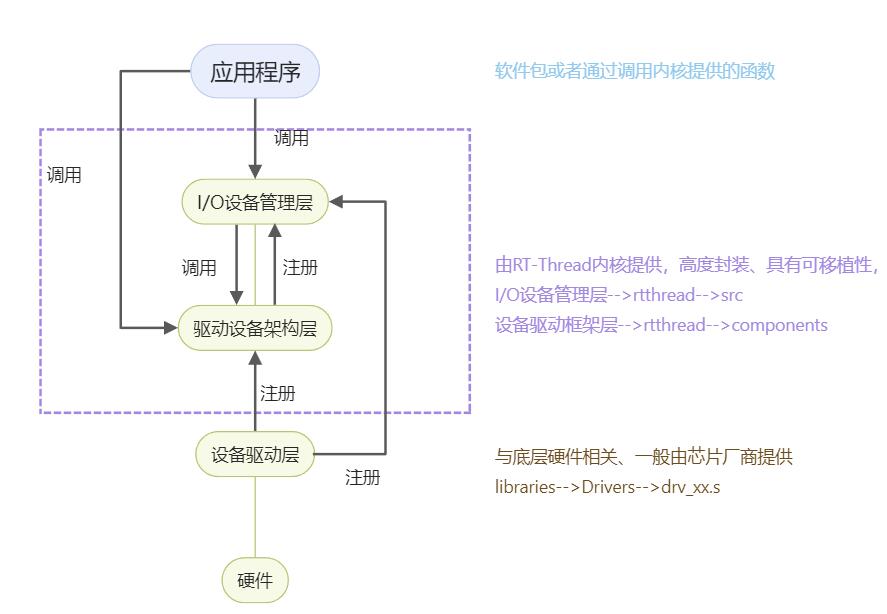 应用程序
软件包或者通过调用内核提供的函数
调用
调用
I/O设备管理层
调用
注册
由RT-Thread内核提供，高度封装、具有可移植性，
I/O设备管理层-->rtthread-->src
驱动设备架构层
设备驱动框架层-->rtthread-->components
注册
设备驱动层
与底层硬件相关、一般由芯片厂商提供
注册
libraries-->Drivers-->drv_xx.s
硬件